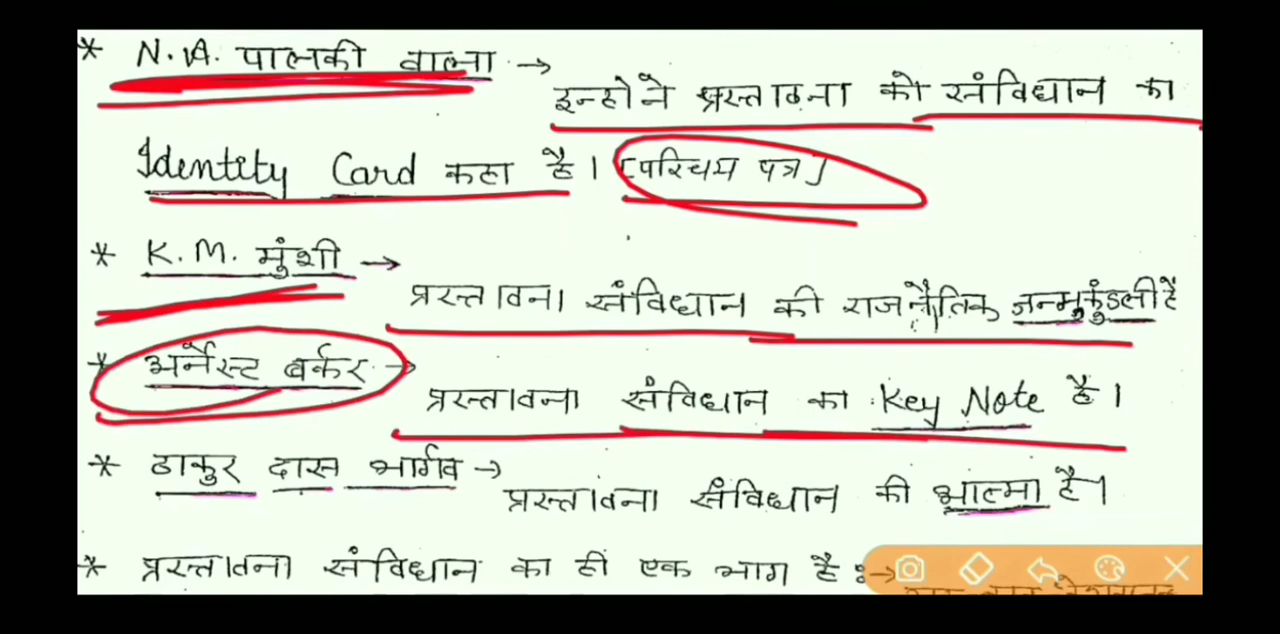 * N.A. पालकी वाला →
इन्होने प्रस्तावना को संविधान का
Identity Card कहा है। [परिचय पत्र]
* K.M. मुंशी →
प्रस्तावना संविधान की राजनैतिक जन्मकुंडली है
* अर्नेस्ट बर्कर →
प्रस्तावना संविधान का Key Note है।
* ठाकुर दास भार्गव →
प्रस्तावना संविधान की आत्मा है।
* प्रस्तावना संविधान का ही एक भाग है :→